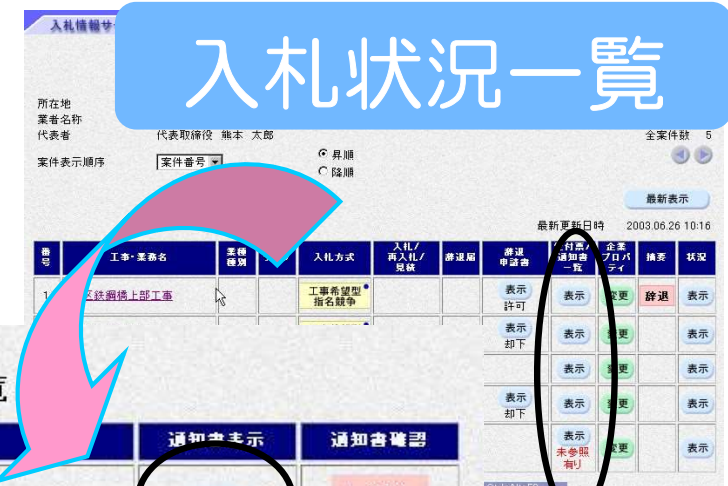 入札情報サ
入札状況一覧
所在地
業者名称
代表者 代表取締役 熊本 太郎
全案件数 5
案件表示順序 案件番号 昇順
降順
最新表示
最新更新日時 2003.06.26 10:16
番号 工事・業務名 業種種別 入札方式 入札/再入札/見積 辞退届 辞退申請書 付票/通知書一覧 企業プロパティ 摘要 状況
1 区鉄鋼橋上部工事 工事希望型指名競争 表示 許可 表示 変更 辞退 表示
表示 却下 表示 変更 表示
表示 変更 表示
表示 却下 表示 変更 表示
表示 未参照有り 変更 表示
覧
通知書表示 通知書確認